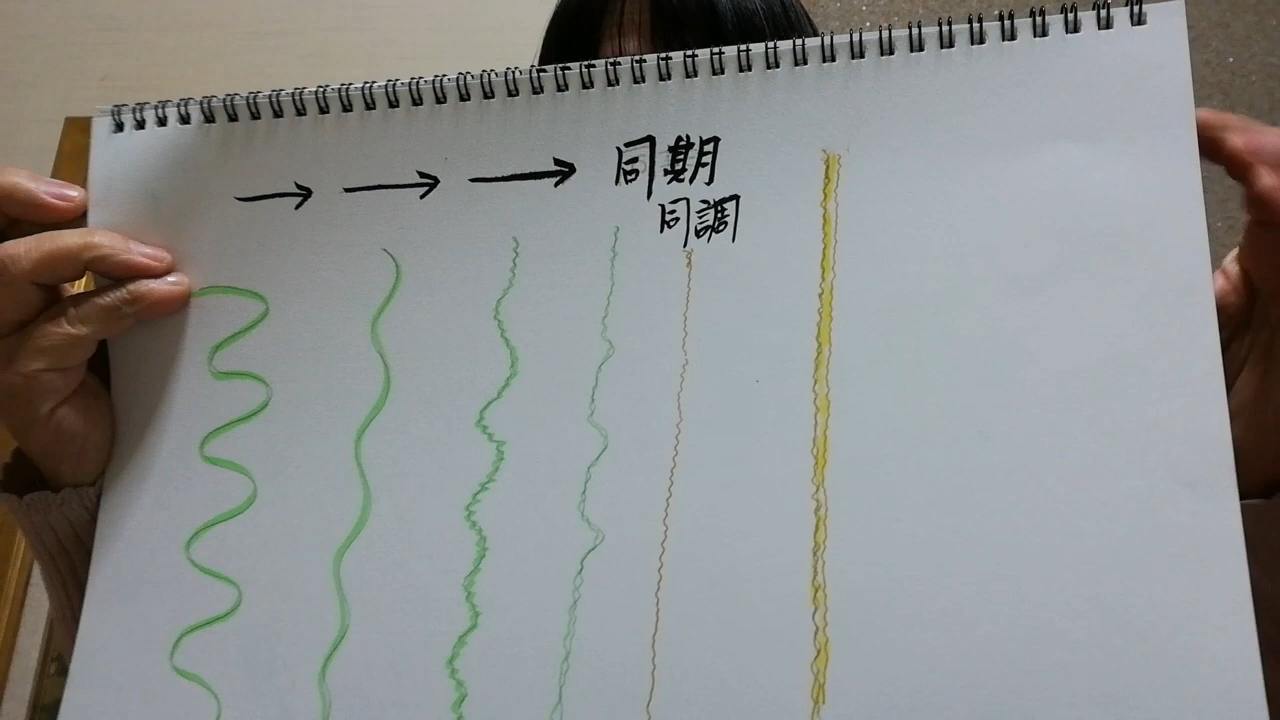 → → → 同期
同調